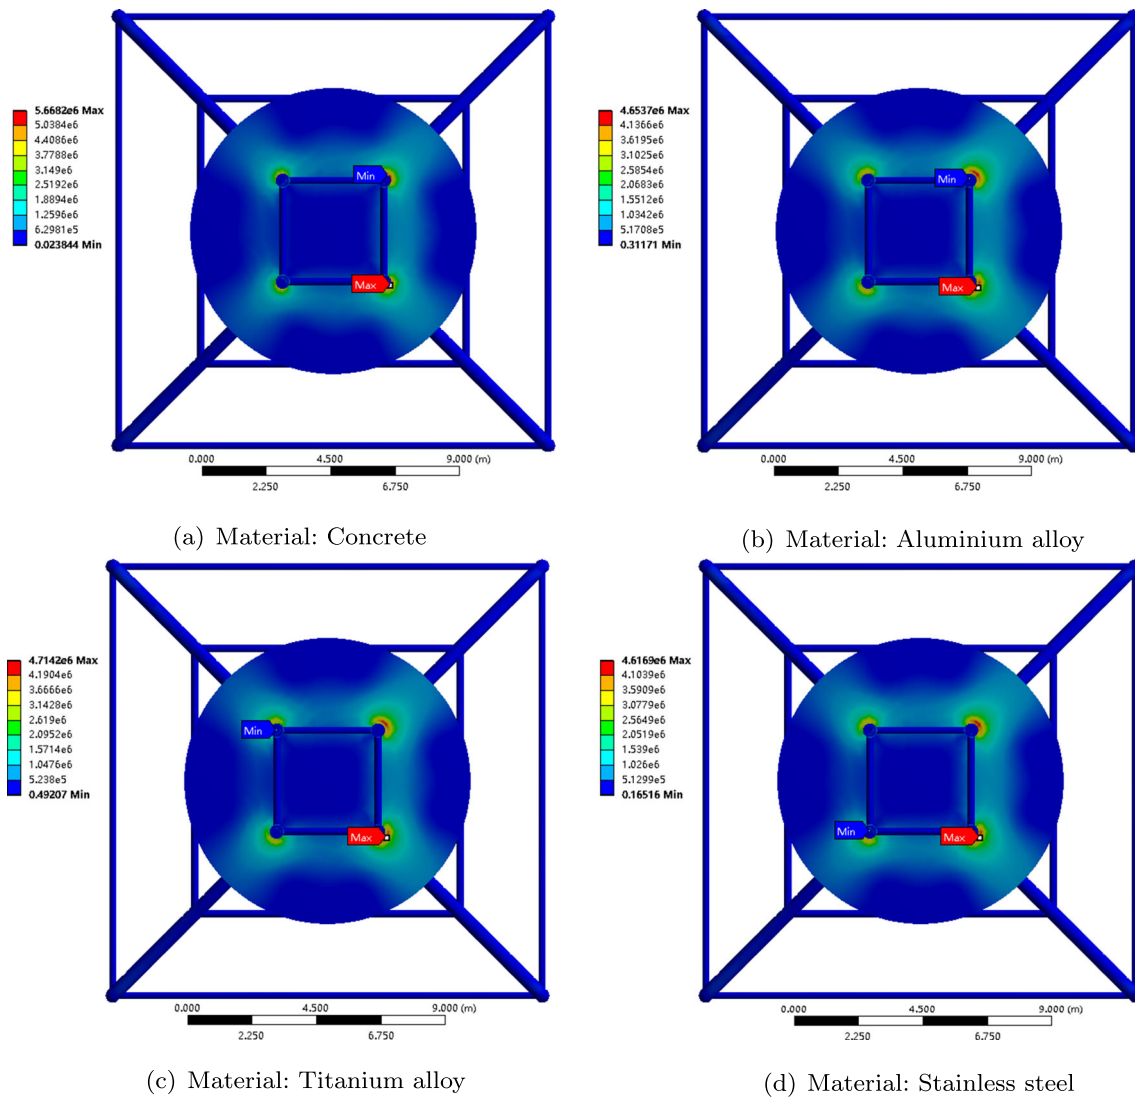 5.6682e6 Max
5.0384e6
4.4086e6
3.7788e6
3.149e6
2.5192e6
1.8894e6
1.2596e6
6.2981e5
0.023844 Min
Min
Max
0.000 4.500 9.000 (m)
2.250 6.750
(a) Material: Concrete
4.6537e6 Max
4.1366e6
3.6195e6
3.1025e6
2.5854e6
2.0683e6
1.5512e6
1.0342e6
5.1708e5
0.31171 Min
Min
Max
0.000 4.500 9.000 (m)
2.250 6.750
(b) Material: Aluminium alloy
4.7142e6 Max
4.1904e6
3.6666e6
3.1428e6
2.619e6
2.0952e6
1.5714e6
1.0476e6
5.238e5
0.49207 Min
Min
Max
0.000 4.500 9.000 (m)
2.250 6.750
(c) Material: Titanium alloy
4.6169e6 Max
4.1039e6
3.5909e6
3.0779e6
2.5649e6
2.0519e6
1.539e6
1.026e6
5.1299e5
0.16516 Min
Min
Max
0.000 4.500 9.000 (m)
2.250 6.750
(d) Material: Stainless steel